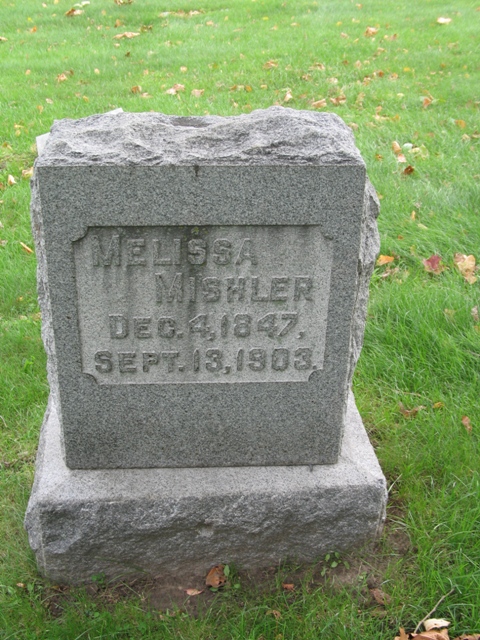 MELISSA
MISHLER
DEC. 4, 1847,
SEPT. 13, 1903.